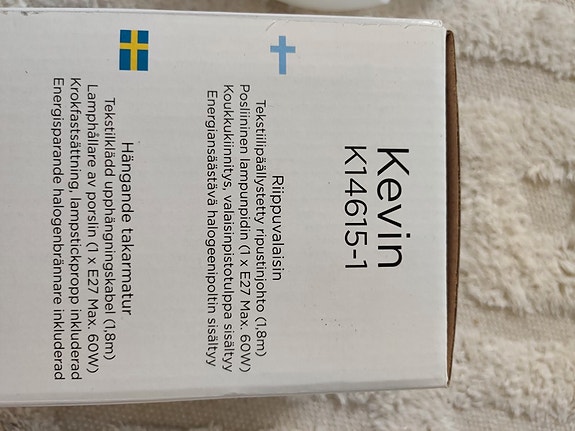 Kevin
K14615-1
Riippuvalaisin
Tekstiilipäällystetty ripustinjohto (1,8m)
Posliininen lampunpidin (1 x E27 Max. 60W)
Koukkukiinnitys, valaisinpistotulppa sisältyy
Energiansäästävä halogeenipoltin sisältyy
Hängande takarmatur
Tekstilklädd upphängningskabel (1,8m)
Lamphållare av porslin (1 x E27 Max. 60W)
Krokfastsättning, lampstickpropp inkluderad
Energisparande halogenbrännare inkluderad